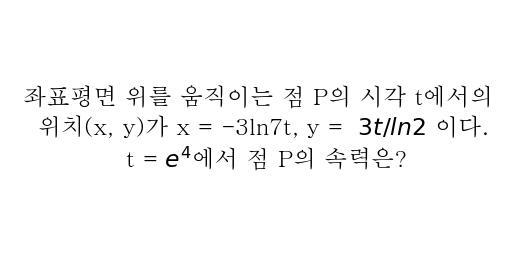 좌표평면 위를 움직이는 점 P의 시각 t에서의
위치(x, y)가 x = -3ln7t, y = 3t/ln2 이다.
t = e⁴에서 점 P의 속력은?